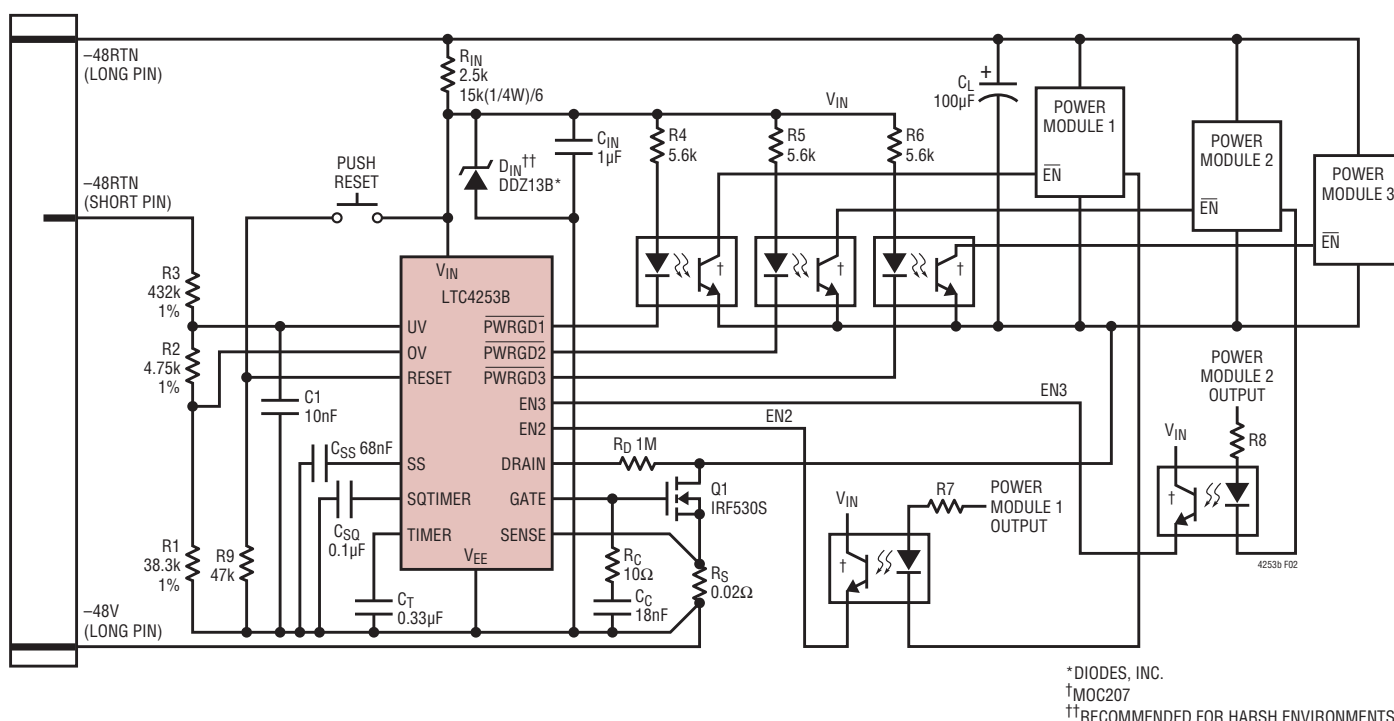 –48RTN
(LONG PIN)
RIN
2.5k
15k(1/4W)/6
CL
100µF
+
POWER
MODULE 1
EN
VIN
R4
5.6k
R5
5.6k
R6
5.6k
CIN
1µF
DIN††
DDZ13B*
PUSH
RESET
POWER
MODULE 2
EN
POWER
MODULE 3
EN
–48RTN
(SHORT PIN)
†
†
†
R3
432k
1%
R2
4.75k
1%
R1
38.3k
1%
R9
47k
C1
10nF
CSS 68nF
CSQ
0.1µF
CT
0.33µF
VIN
LTC4253B
UV
OV
RESET
SS
SQTIMER
TIMER
VEE
PWRGD1
PWRGD2
PWRGD3
EN3
EN2
DRAIN
GATE
SENSE
EN3
EN2
RD 1M
Q1
IRF530S
RC
10Ω
CC
18nF
RS
0.02Ω
VIN
†
R7
POWER
MODULE 1
OUTPUT
POWER
MODULE 2
OUTPUT
R8
VIN
†
4253b F02
–48V
(LONG PIN)
*DIODES, INC.
†MOC207
††RECOMMENDED FOR HARSH ENVIRONMENTS